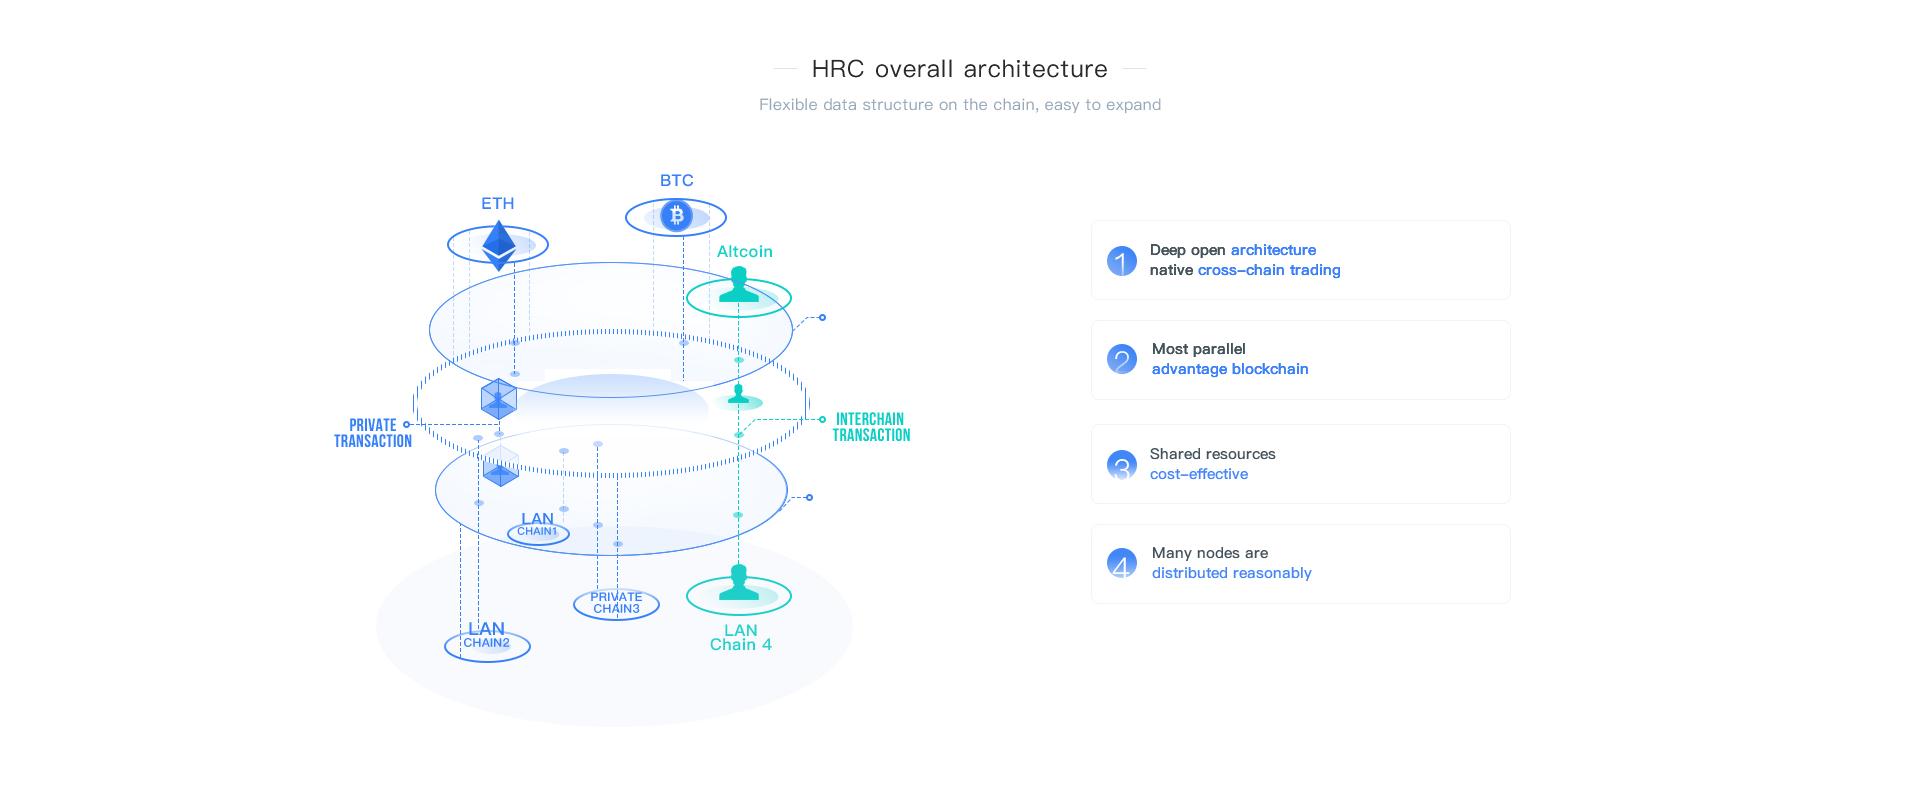 HRC overall architecture
Flexible data structure on the chain, easy to expand
BTC
ETH
Altcoin
PRIVATE
TRANSACTION
INTERCHAIN
TRANSACTION
LAN
CHAIN1
PRIVATE
CHAIN3
LAN
CHAIN2
LAN
Chain 4
1
Deep open architecture
native cross-chain trading
2
Most parallel
advantage blockchain
3
Shared resources
cost-effective
4
Many nodes are
distributed reasonably